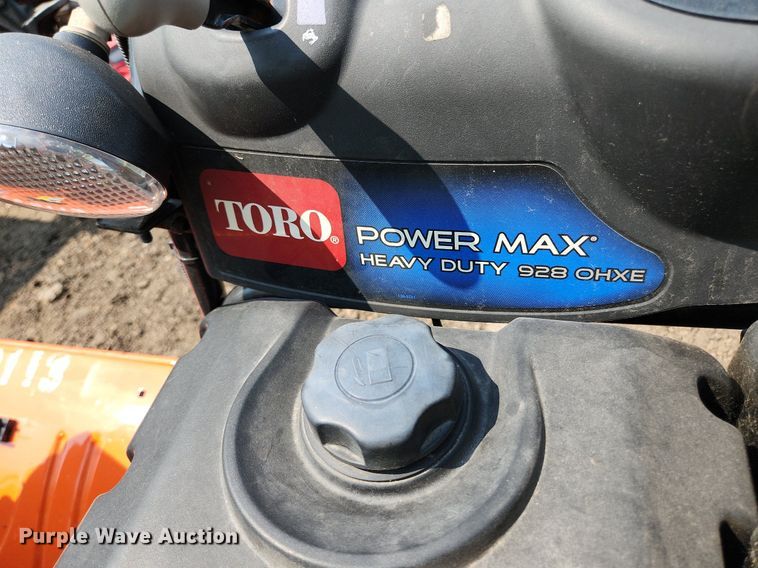 TORO®
POWER MAX®
HEAVY DUTY 928 OHXE
Purple Wave Auction